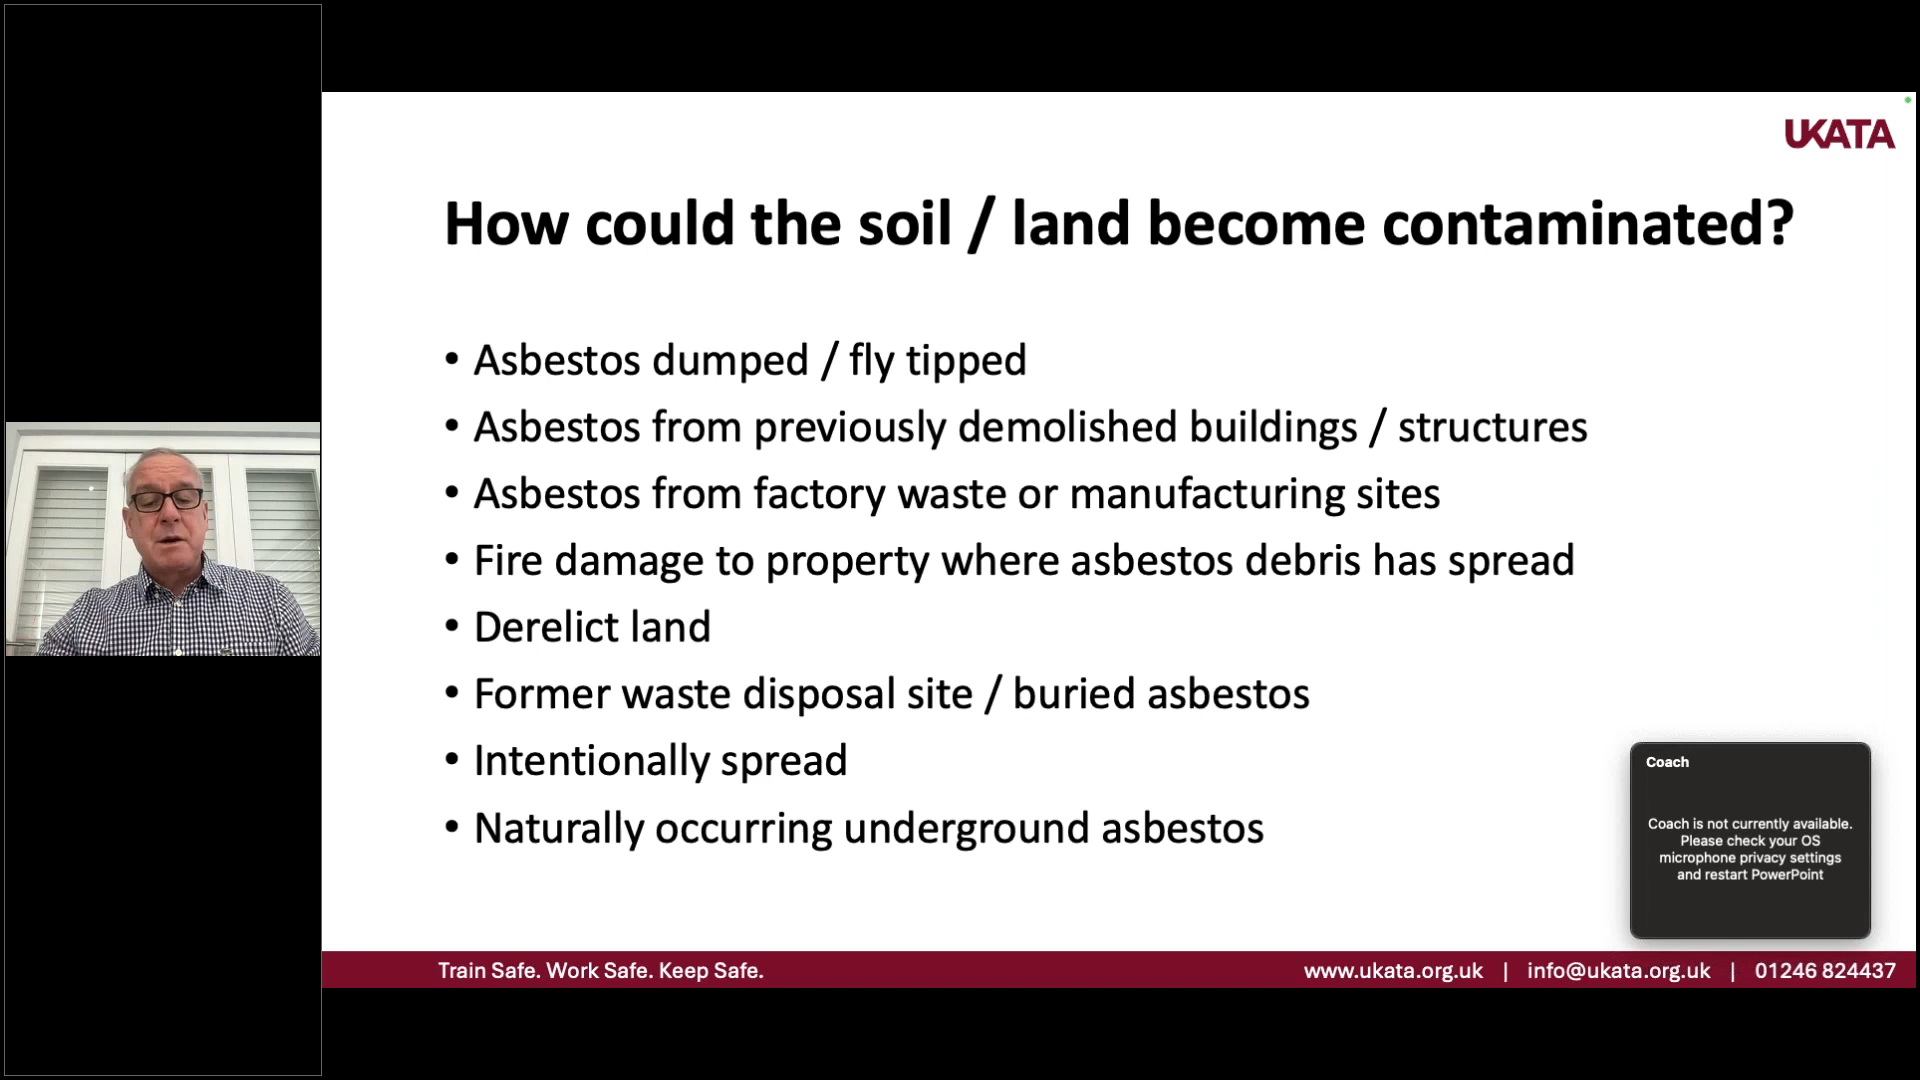 UKATA
How could the soil / land become contaminated?
• Asbestos dumped / fly tipped
• Asbestos from previously demolished buildings / structures
• Asbestos from factory waste or manufacturing sites
• Fire damage to property where asbestos debris has spread
• Derelict land
• Former waste disposal site / buried asbestos
• Intentionally spread
• Naturally occurring underground asbestos
Coach
Coach is not currently available.
Please check your OS
microphone privacy settings
and restart PowerPoint
Train Safe. Work Safe. Keep Safe.
www.ukata.org.uk | info@ukata.org.uk | 01246 824437